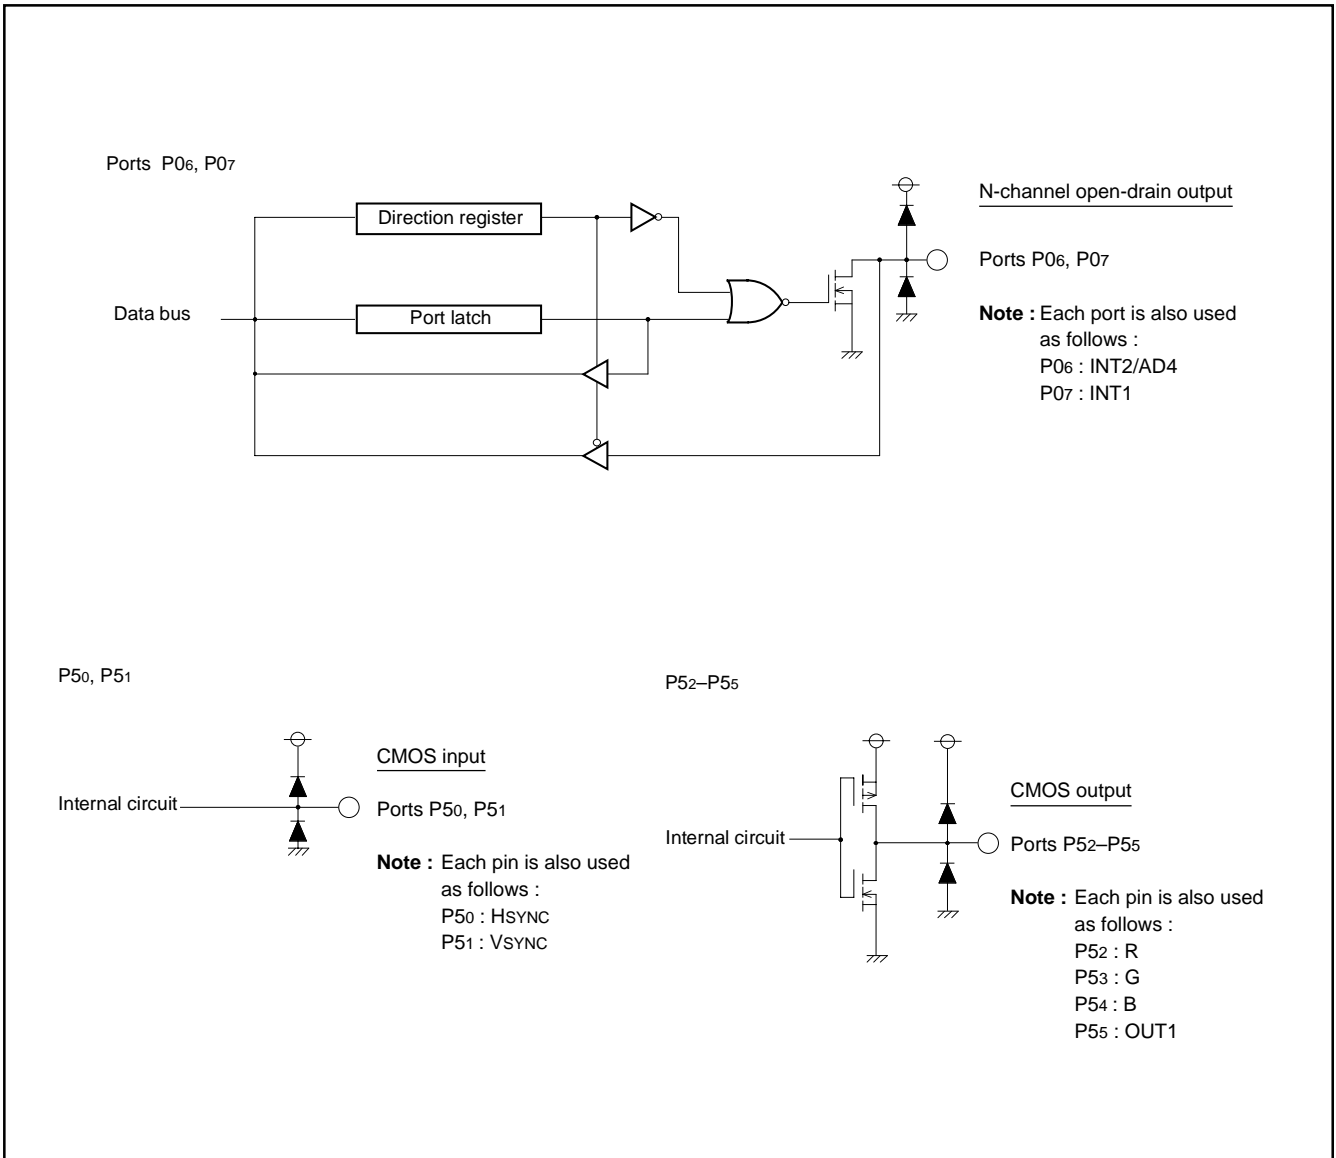 Ports P06, P07
Direction register
Data bus
Port latch
N-channel open-drain output
Ports P06, P07
Note : Each port is also used
as follows :
P06 : INT2/AD4
P07 : INT1
P50, P51
Internal circuit
CMOS input
Ports P50, P51
Note : Each pin is also used
as follows :
P50 : HSYNC
P51 : VSYNC
P52–P55
Internal circuit
CMOS output
Ports P52–P55
Note : Each pin is also used
as follows :
P52 : R
P53 : G
P54 : B
P55 : OUT1